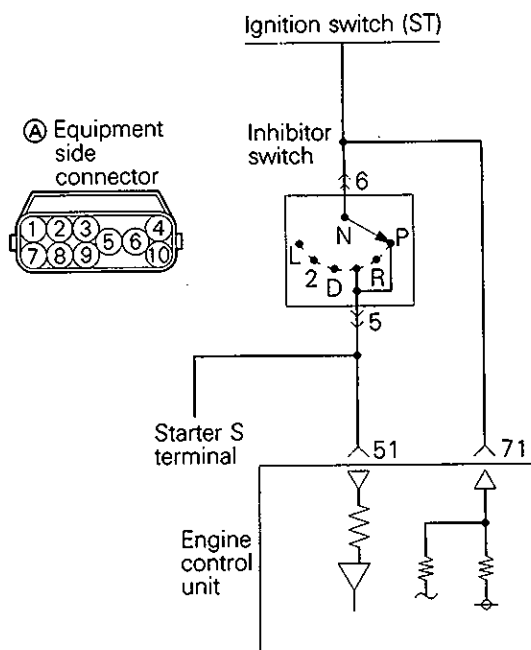 Ignition switch (ST)
Ⓐ Equipment
side
connector
Inhibitor
switch
6
1 2 3 4
5 6
7 8 9 10
N
P
L
2
D
R
5
Starter S
terminal
51
71
Engine
control
unit